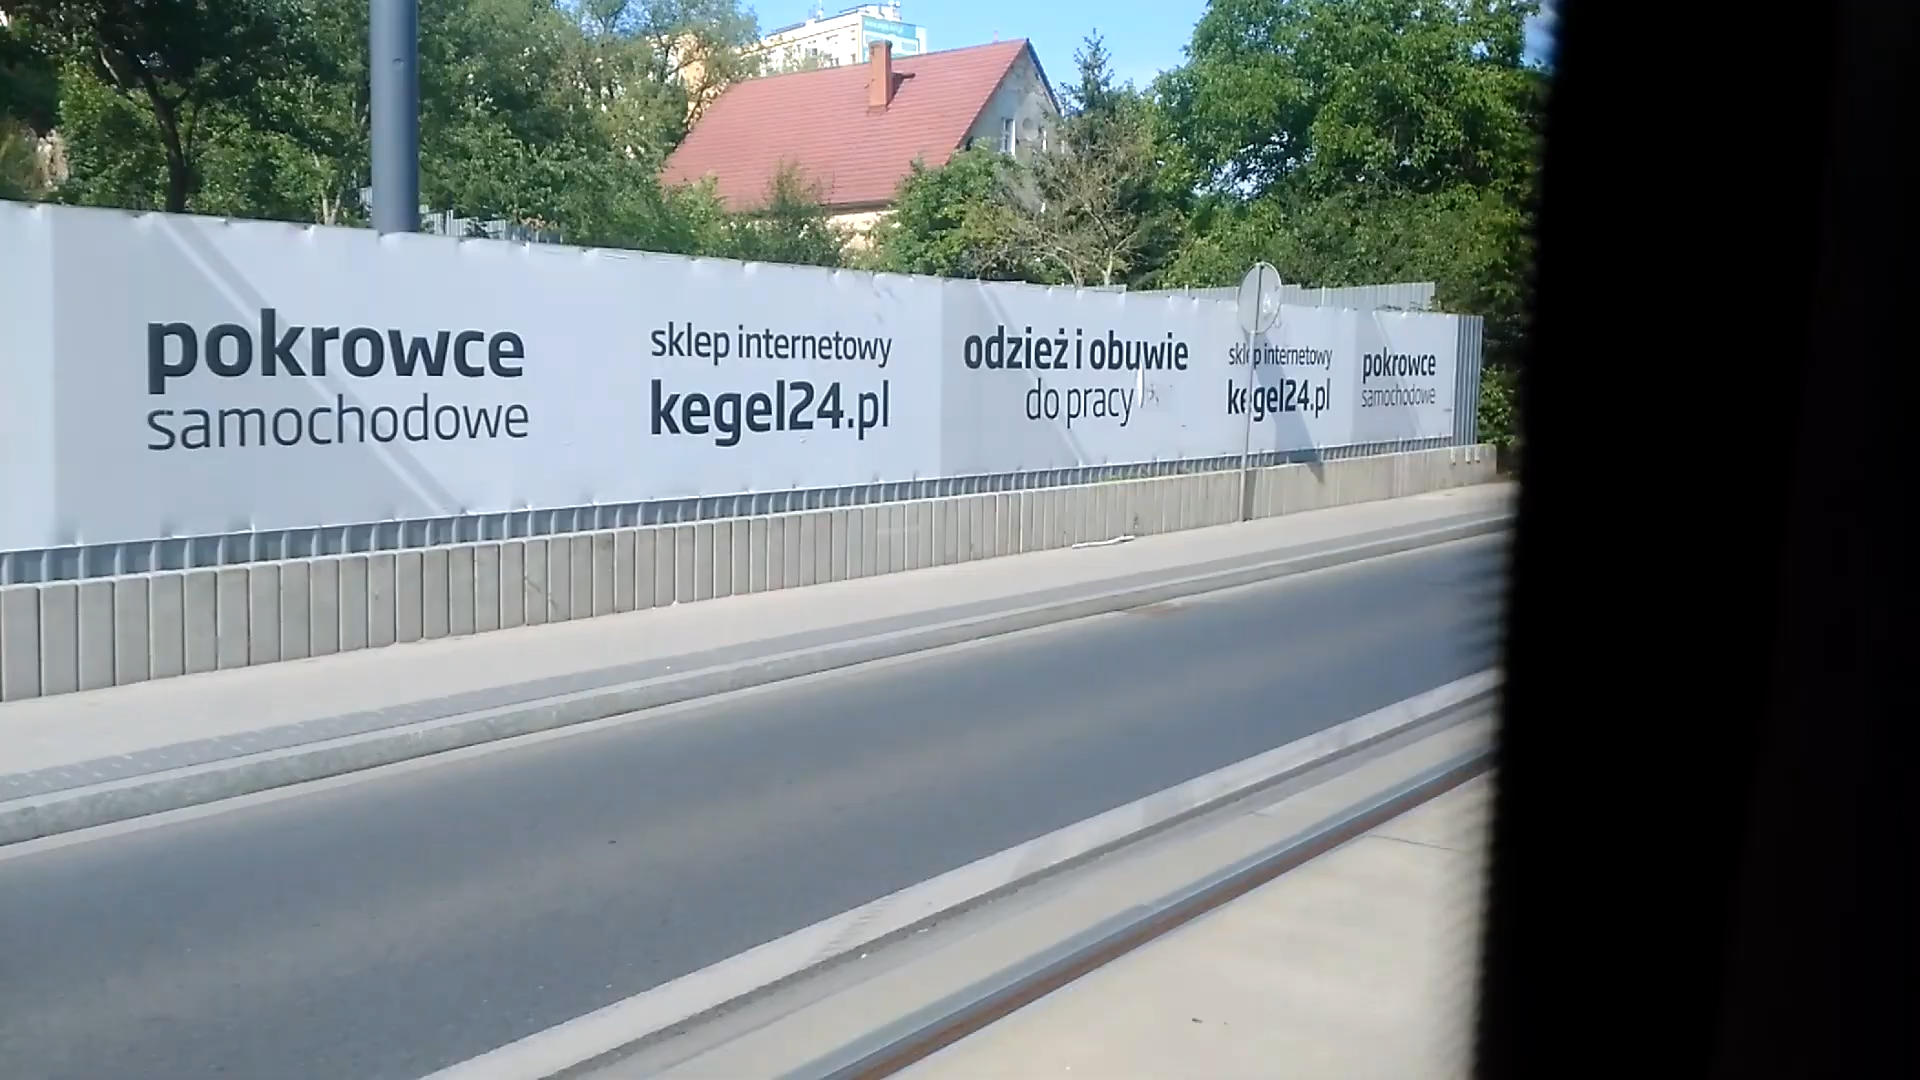 pokrowce
samochodowe
sklep internetowy
kegel24.pl
odzież i obuwie
do pracy
sklep internetowy
kegel24.pl
pokrowce
samochodowe